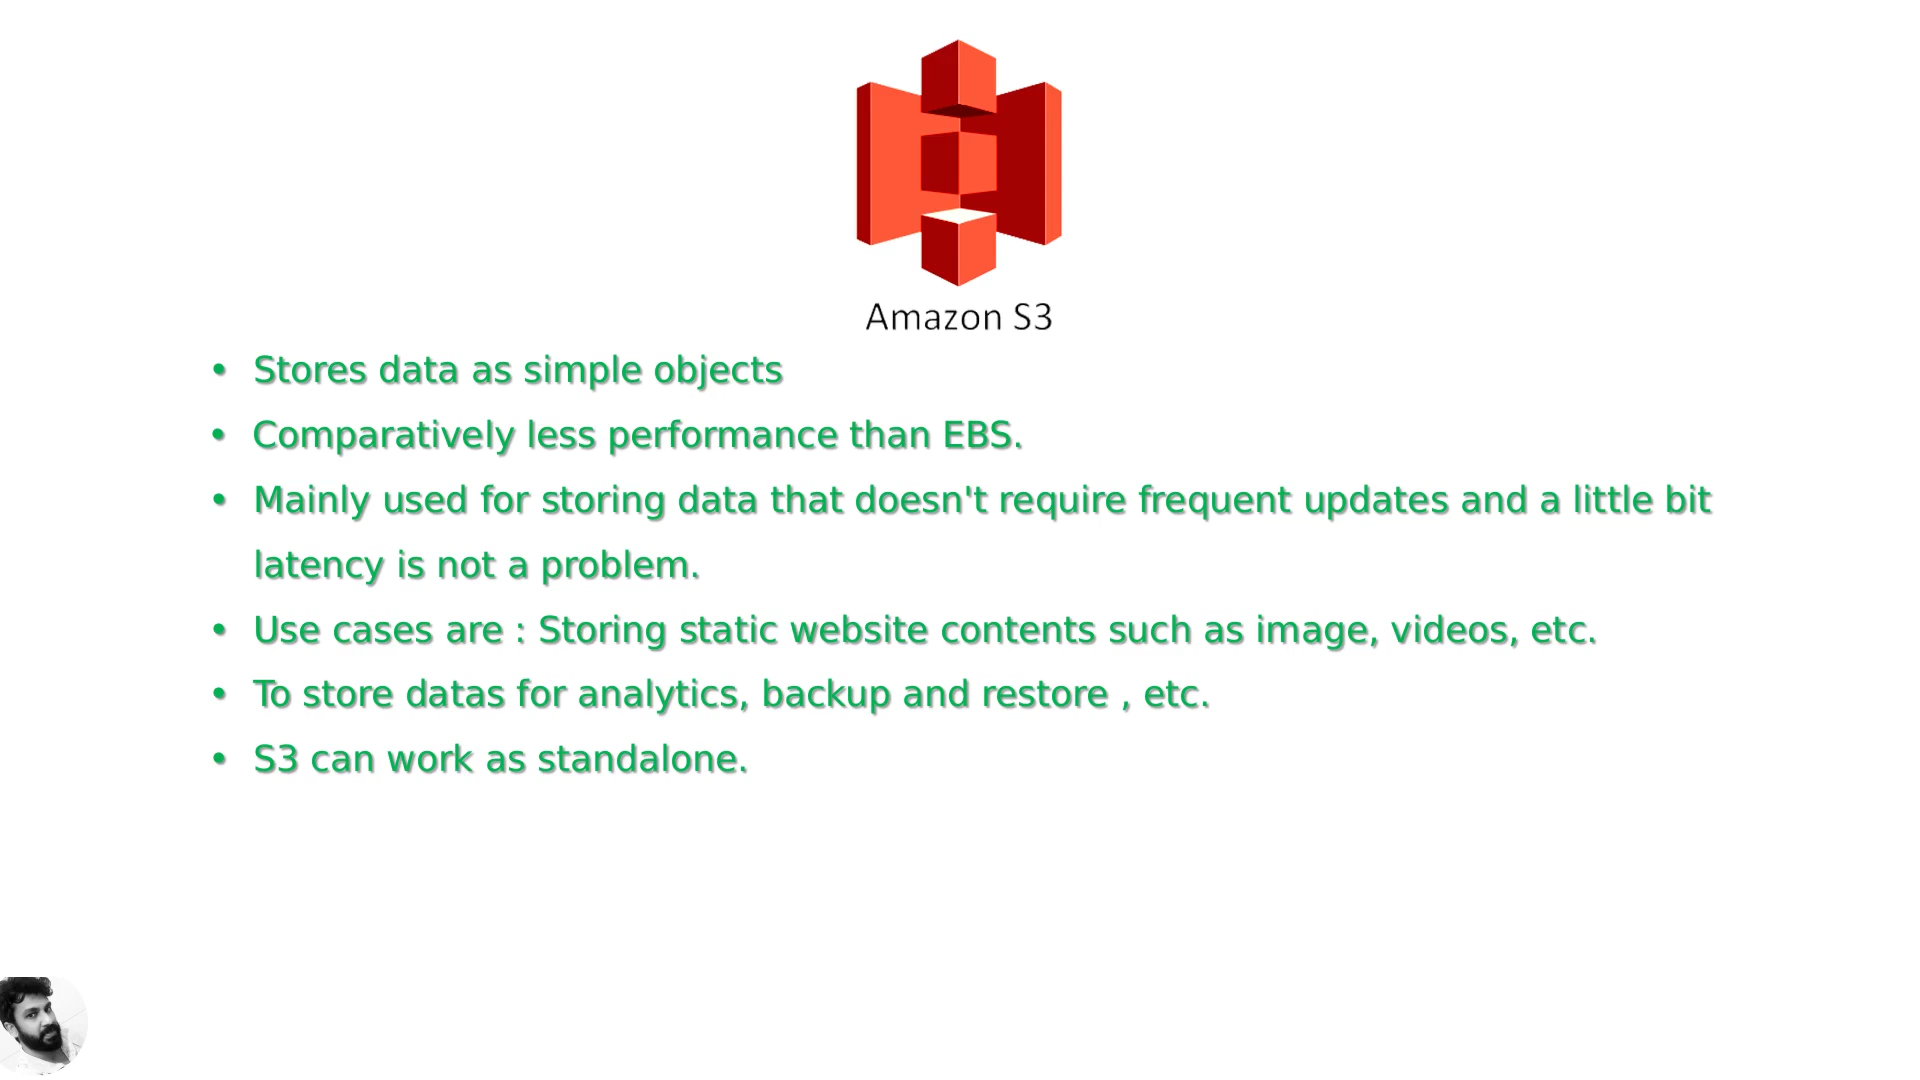 Amazon S3
• Stores data as simple objects
• Comparatively less performance than EBS.
• Mainly used for storing data that doesn't require frequent updates and a little bit
latency is not a problem.
• Use cases are : Storing static website contents such as image, videos, etc.
• To store datas for analytics, backup and restore , etc.
• S3 can work as standalone.